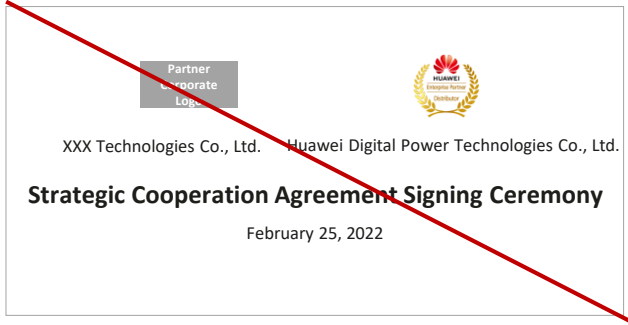 Partner
Corporate
Logo
HUAWEI
Enterprise Partner
Distributor
XXX Technologies Co., Ltd.
Huawei Digital Power Technologies Co., Ltd.
Strategic Cooperation Agreement Signing Ceremony
February 25, 2022